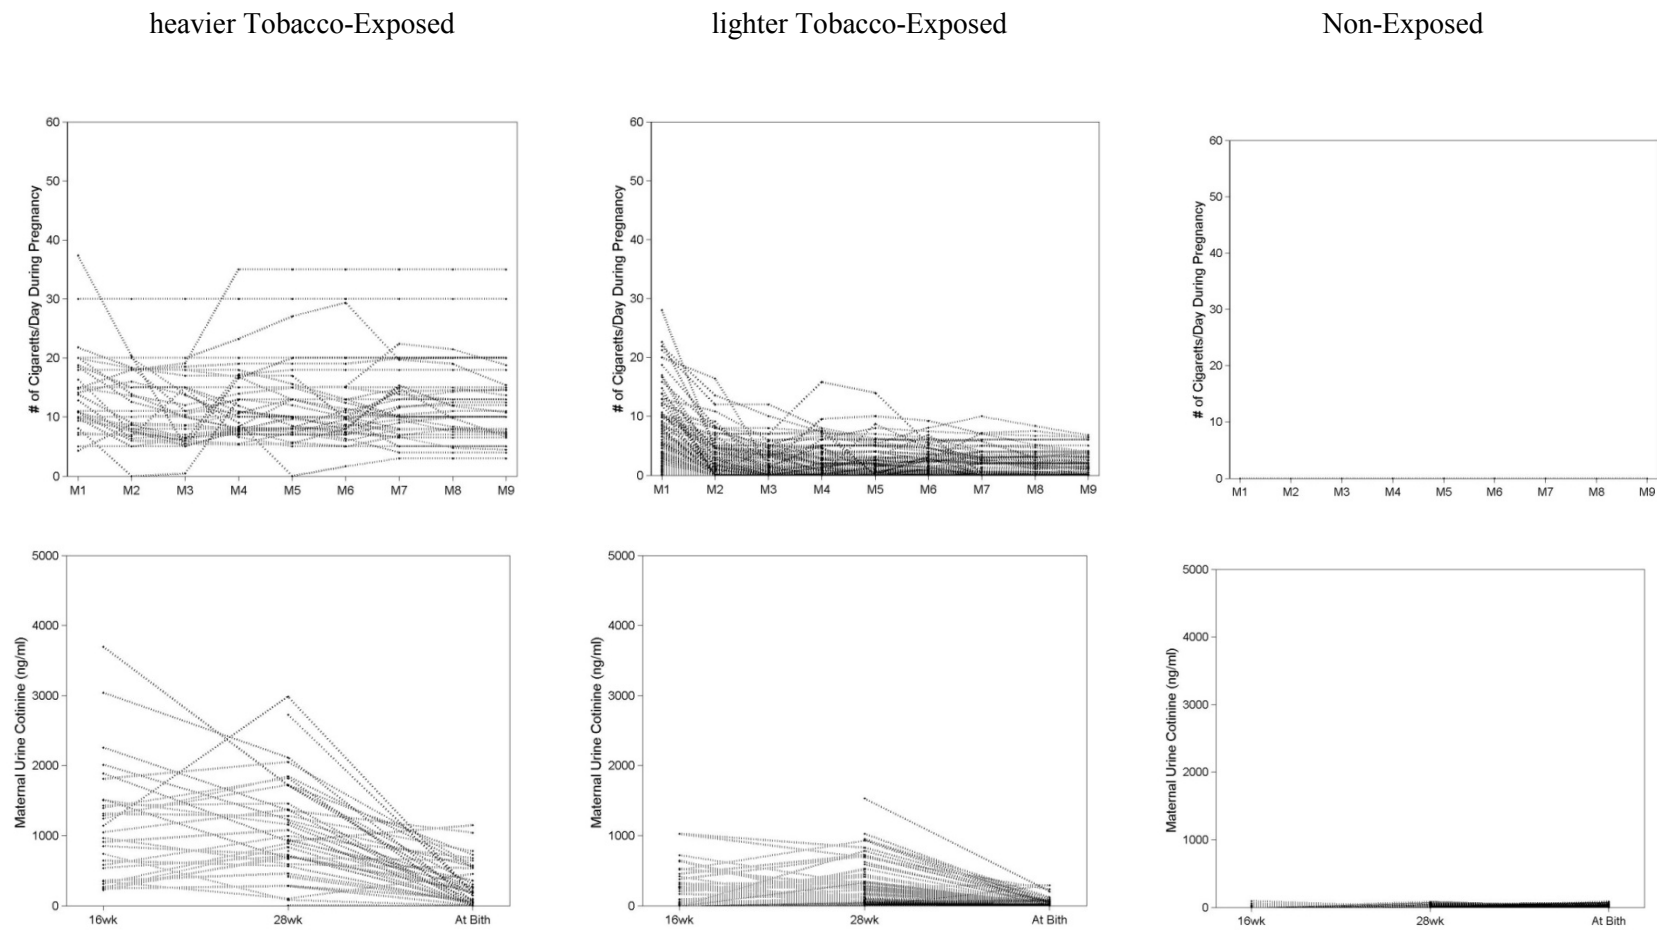 heavier Tobacco-Exposed
lighter Tobacco-Exposed
Non-Exposed
# of Cigaretts/Day During Pregnancy
60
50
40
30
20
10
0
M1 M2 M3 M4 M5 M6 M7 M8 M9
# of Cigaretts/Day During Pregnancy
60
50
40
30
20
10
0
M1 M2 M3 M4 M5 M6 M7 M8 M9
# of Cigaretts/Day During Pregnancy
60
50
40
30
20
10
0
M1 M2 M3 M4 M5 M6 M7 M8 M9
Maternal Urine Cotinine (ng/ml)
5000
4000
3000
2000
1000
0
16wk 28wk At Bith
Maternal Urine Cotinine (ng/ml)
5000
4000
3000
2000
1000
0
16wk 28wk At Bith
Maternal Urine Cotinine (ng/ml)
5000
4000
3000
2000
1000
0
16wk 28wk At Bith